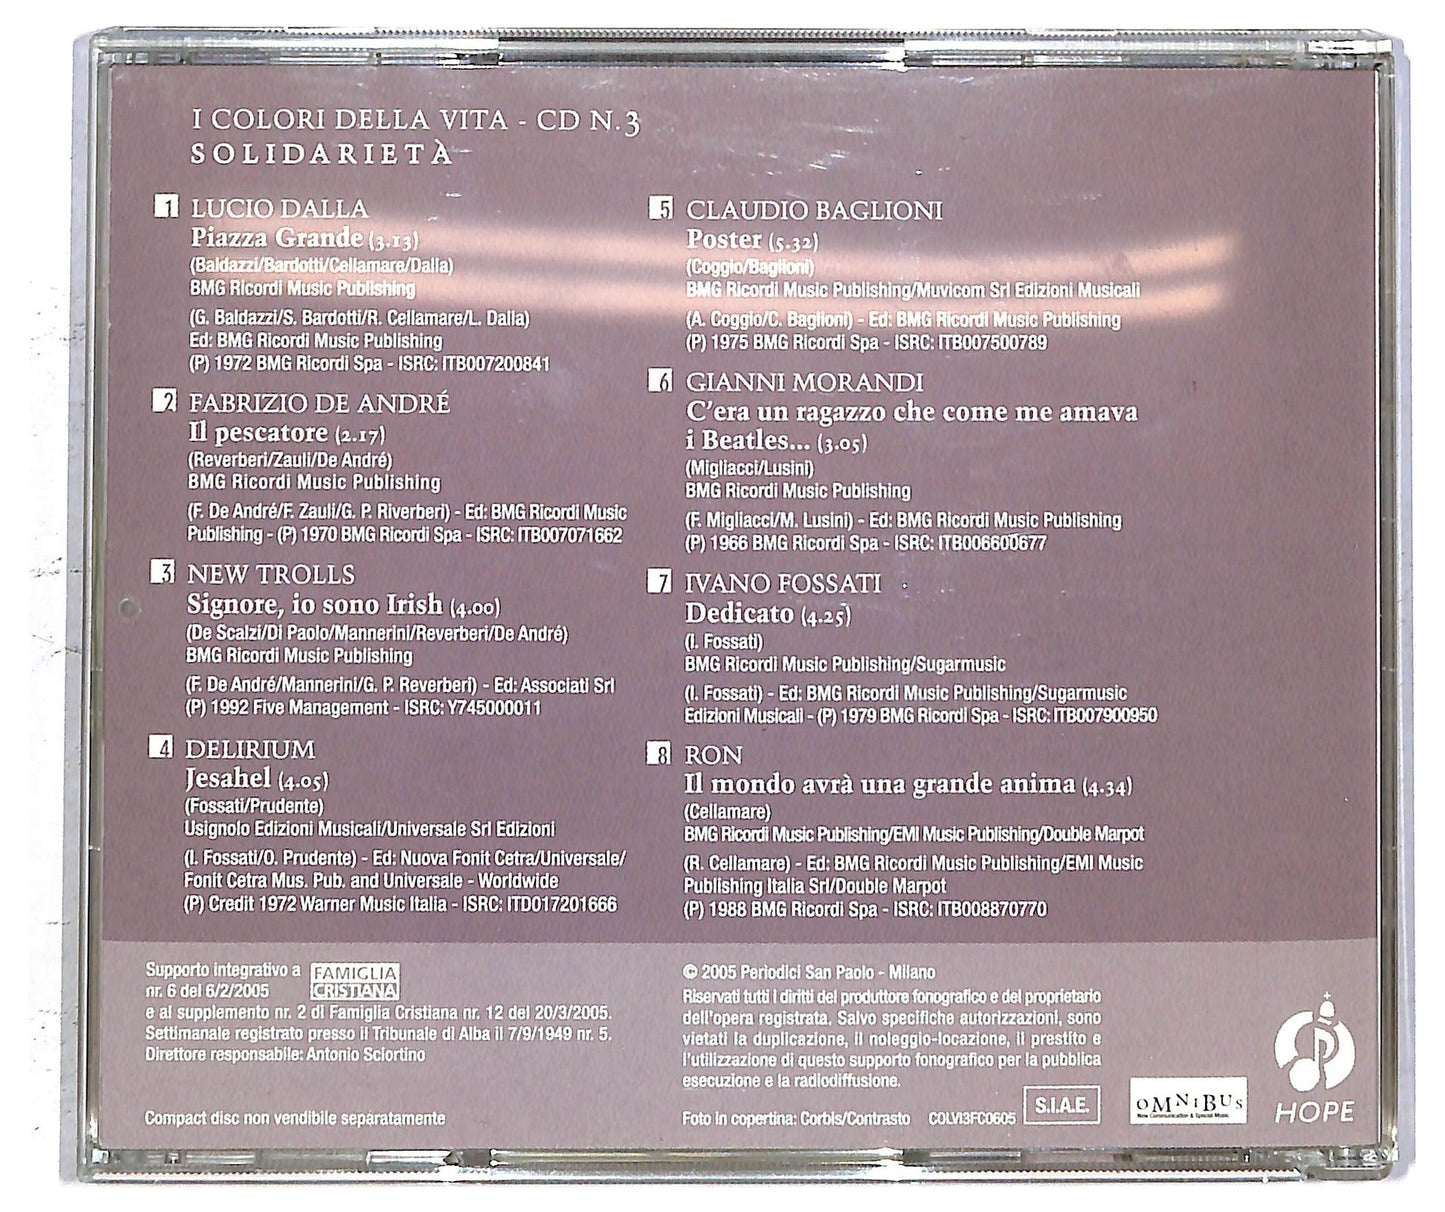 I COLORI DELLA VITA - CD N.3
SOLIDARIETÀ
1 LUCIO DALLA
Piazza Grande (3.13)
(Baldazzi/Bardotti/Cellamare/Dalla)
BMG Ricordi Music Publishing
(G. Baldazzi/S. Bardotti/R. Cellamare/L. Dalla)
Ed: BMG Ricordi Music Publishing
(P) 1972 BMG Ricordi Spa - ISRC: ITB007200841
2 FABRIZIO DE ANDRÉ
Il pescatore (2.17)
(Reverberi/Zauli/De André)
BMG Ricordi Music Publishing
(F. De André/F. Zauli/G. P. Riverberi) - Ed: BMG Ricordi Music
Publishing - (P) 1970 BMG Ricordi Spa - ISRC: ITB007071662
3 NEW TROLLS
Signore, io sono Irish (4.00)
(De Scalzi/Di Paolo/Mannerini/Reverberi/De André)
BMG Ricordi Music Publishing
(F. De André/Mannerini/G. P. Reverberi) - Ed: Associati Srl
(P) 1992 Five Management - ISRC: Y745000011
4 DELIRIUM
Jesahel (4.05)
(Fossati/Prudente)
Usignolo Edizioni Musicali/Universale Srl Edizioni
(I. Fossati/O. Prudente) - Ed: Nuova Fonit Cetra/Universale/
Fonit Cetra Mus. Pub. and Universale - Worldwide
(P) Credit 1972 Warner Music Italia - ISRC: ITD017201666
5 CLAUDIO BAGLIONI
Poster (5.32)
(Coggio/Baglioni)
BMG Ricordi Music Publishing/Muvicom Srl Edizioni Musicali
(A. Coggio/C. Baglioni) - Ed: BMG Ricordi Music Publishing
(P) 1975 BMG Ricordi Spa - ISRC: ITB007500789
6 GIANNI MORANDI
C'era un ragazzo che come me amava
i Beatles... (3.05)
(Migliacci/Lusini)
BMG Ricordi Music Publishing
(F. Migliacci/M. Lusini) - Ed: BMG Ricordi Music Publishing
(P) 1966 BMG Ricordi Spa - ISRC: ITB006600677
7 IVANO FOSSATI
Dedicato (4.25)
(I. Fossati)
BMG Ricordi Music Publishing/Sugarmusic
(I. Fossati) - Ed: BMG Ricordi Music Publishing/Sugarmusic
Edizioni Musicali - (P) 1979 BMG Ricordi Spa - ISRC: ITB007900950
8 RON
Il mondo avrà una grande anima (4.34)
(Cellamare)
BMG Ricordi Music Publishing/EMI Music Publishing/Double Marpot
(R. Cellamare) - Ed: BMG Ricordi Music Publishing/EMI Music
Publishing Italia Srl/Double Marpot
(P) 1988 BMG Ricordi Spa - ISRC: ITB008870770
Supporto integrativo a FAMIGLIA
nr. 6 del 6/2/2005 CRISTIANA
e al supplemento nr. 2 di Famiglia Cristiana nr. 12 del 20/3/2005.
Settimanale registrato presso il Tribunale di Alba il 7/9/1949 nr. 5.
Direttore responsabile: Antonio Sciortino
Compact disc non vendibile separatamente
© 2005 Periodici San Paolo - Milano
Riservati tutti i diritti del produttore fonografico e del proprietario
dell'opera registrata. Salvo specifiche autorizzazioni, sono
vietati la duplicazione, il noleggio-locazione, il prestito e
l'utilizzazione di questo supporto fonografico per la pubblica
esecuzione e la radiodiffusione.
Foto in copertina: Corbis/Contrasto COLVI3FC0605
S.I.A.E.
OMNiBUs
New Communication & Special Music
HOPE